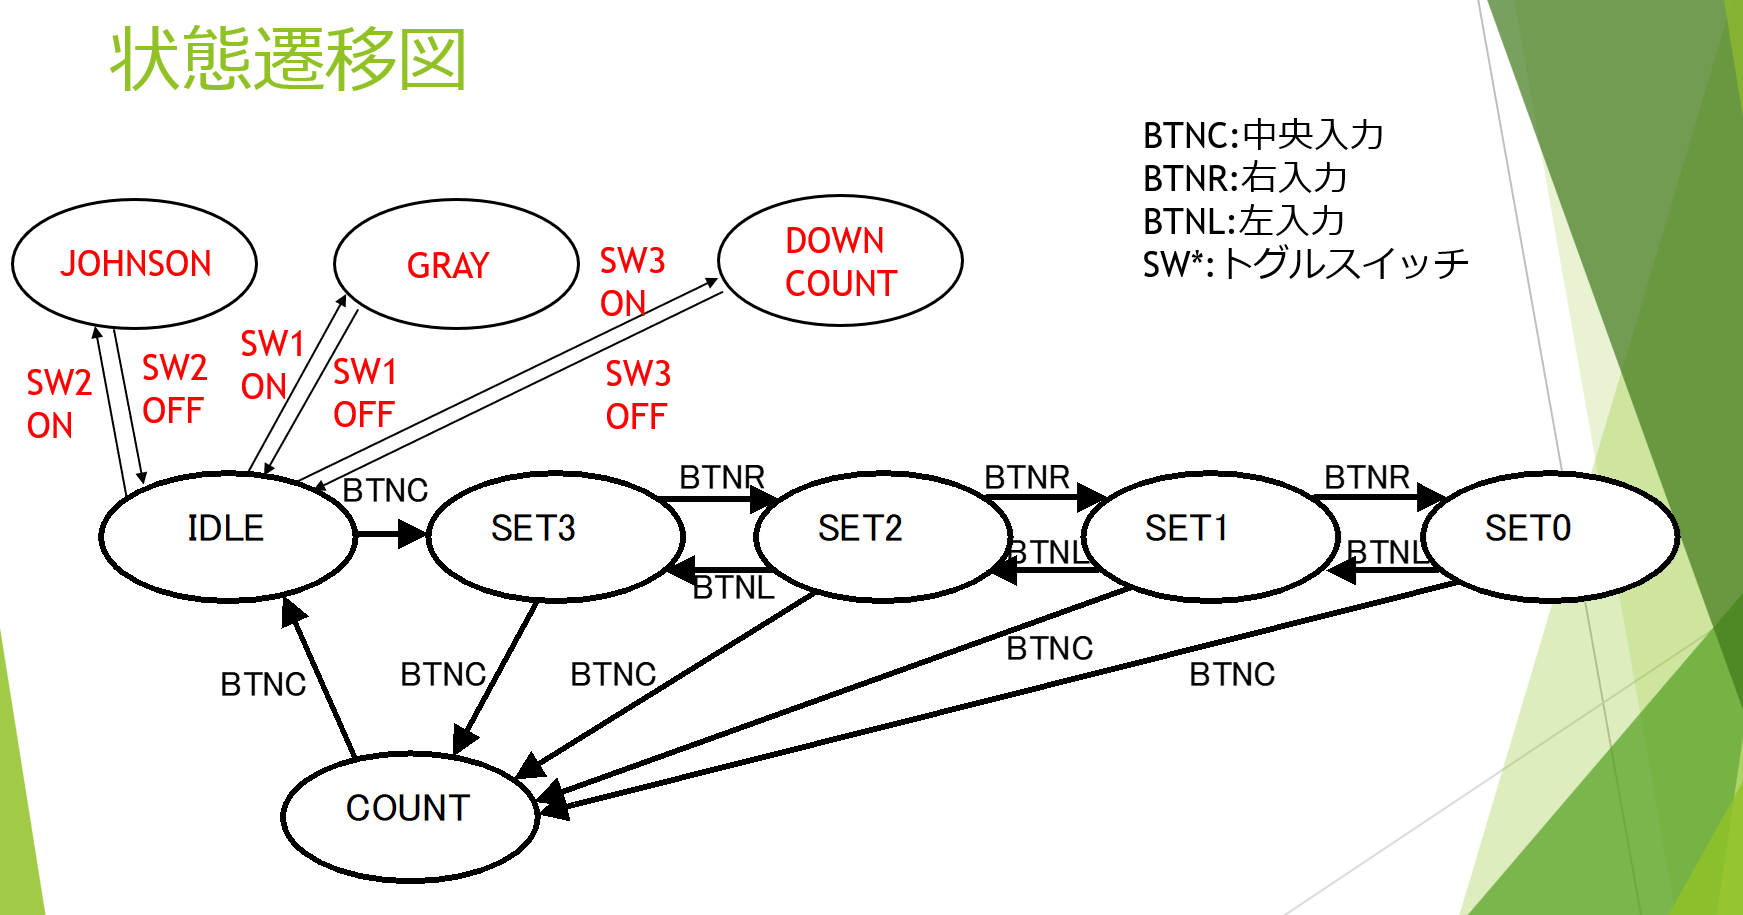 状態遷移図
BTNC:中央入力
BTNR:右入力
BTNL:左入力
SW*:トグルスイッチ
JOHNSON
GRAY
DOWN
COUNT
SW3
ON
SW1
ON
SW2
OFF
SW1
OFF
SW3
OFF
SW2
ON
BTNC
BTNR
BTNR
BTNR
IDLE
SET3
SET2
SET1
SET0
BTNL
BTNL
BTNL
BTNC
BTNC
BTNC
BTNC
BTNC
COUNT